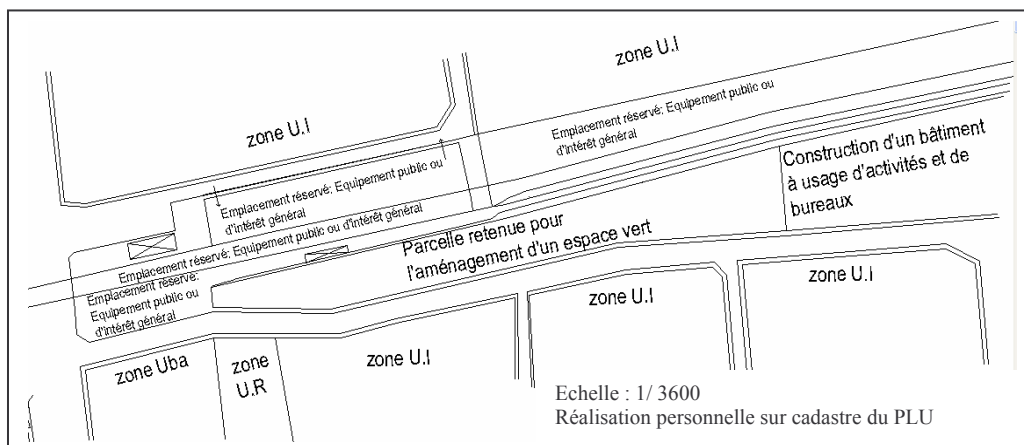 zone U.I
zone U.I
Emplacement réservé: Equipement public ou
d'intérêt général
Emplacement réservé: Equipement public ou
d'intérêt général
Construction d'un bâtiment
à usage d'activités et de
bureaux
Emplacement réservé: Equipement public ou d'intérêt général
Parcelle retenue pour
l'aménagement d'un espace vert
Emplacement réservé:
Equipement public ou
d'intérêt général
zone U.I
zone U.I
zone Uba
zone
U.R
zone U.I
Echelle : 1/ 3600
Réalisation personnelle sur cadastre du PLU